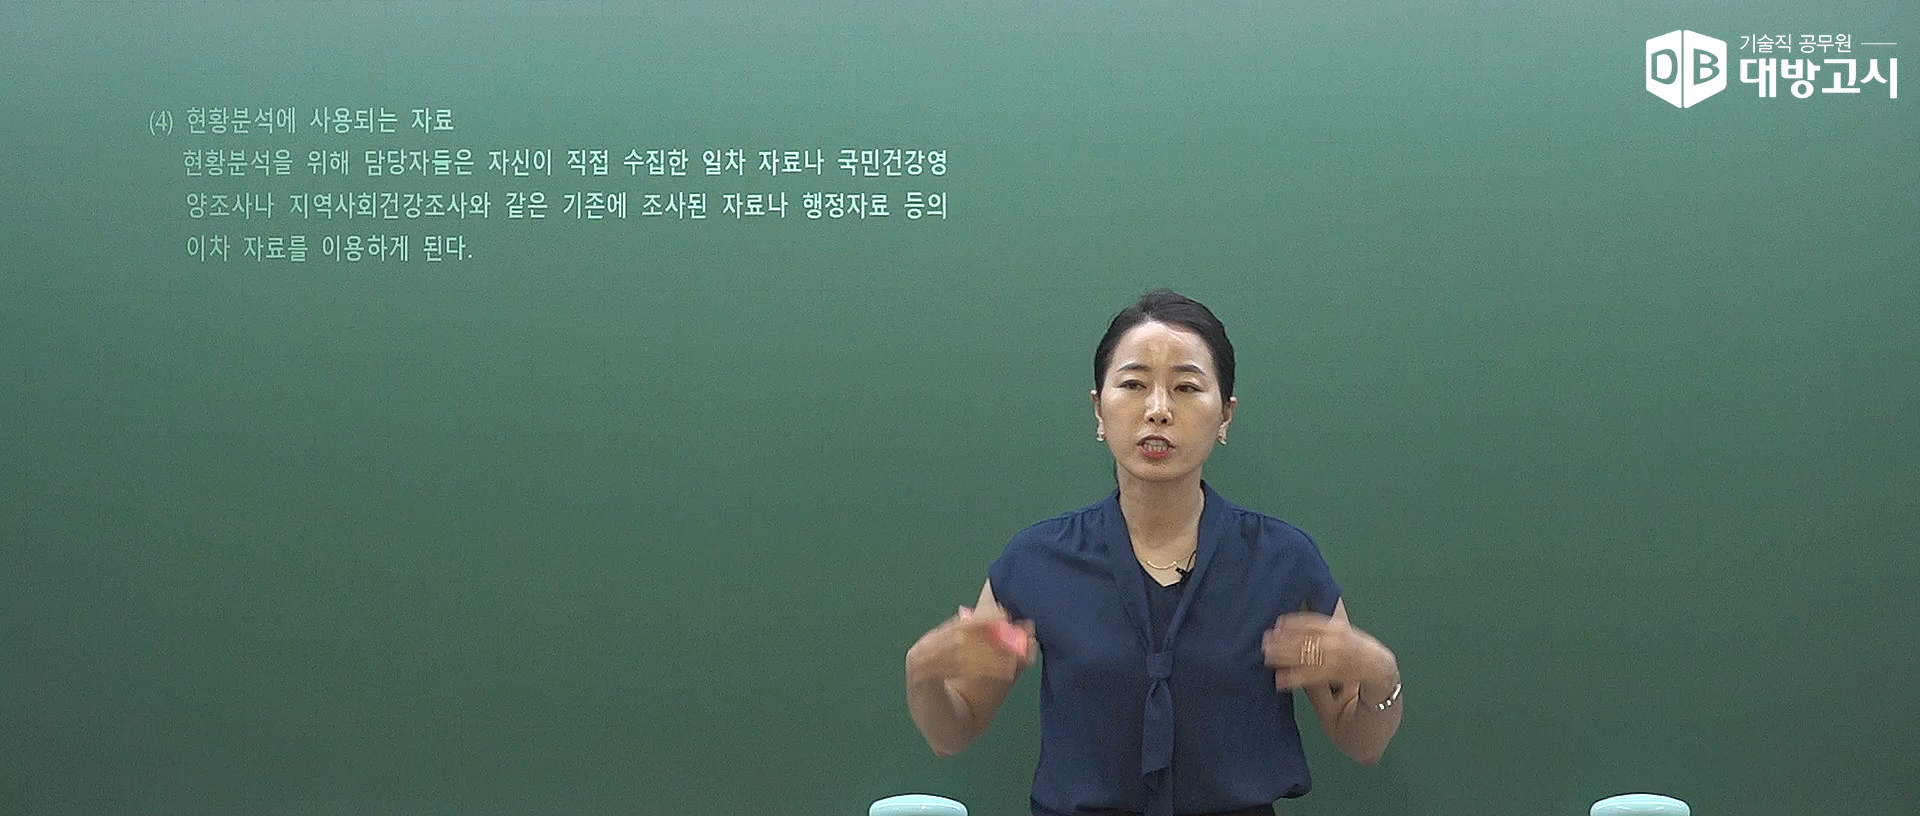 기술직 공무원
DB 대방고시
(4) 현황분석에 사용되는 자료
현황분석을 위해 담당자들은 자신이 직접 수집한 일차 자료나 국민건강영
양조사나 지역사회건강조사와 같은 기존에 조사된 자료나 행정자료 등의
이차 자료를 이용하게 된다.